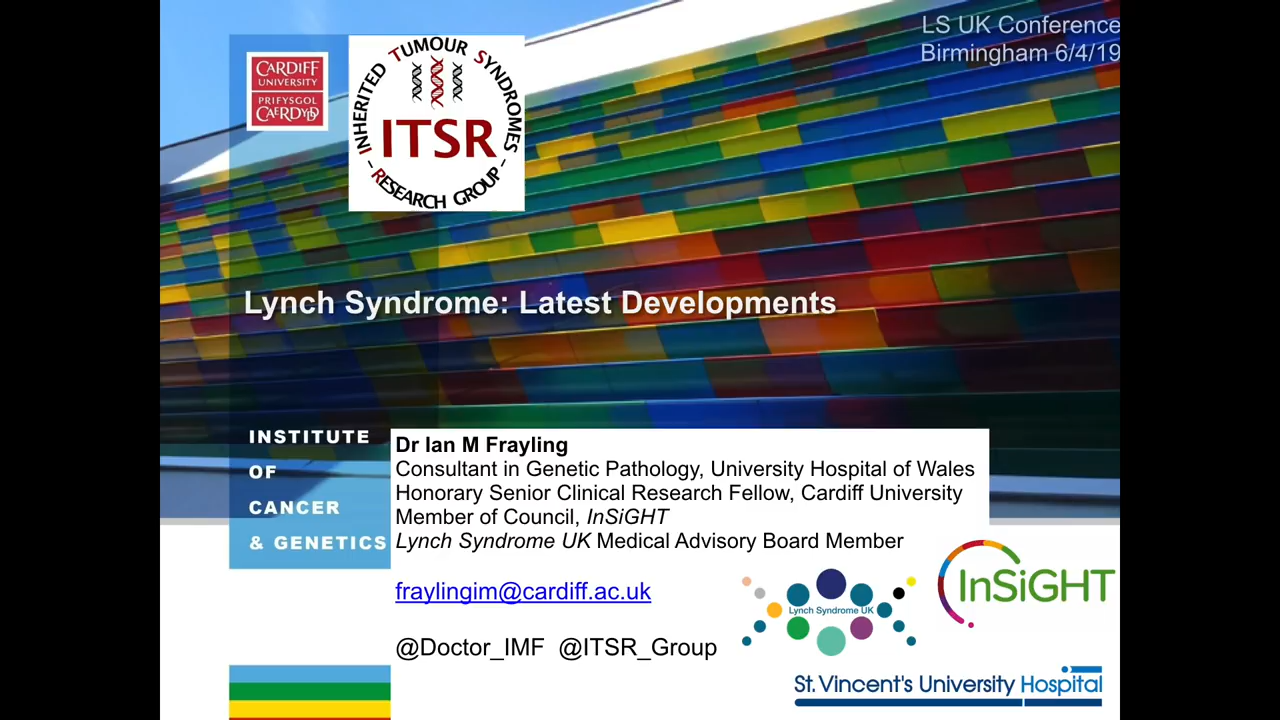 LS UK Conference
Birmingham 6/4/19
CARDIFF
UNIVERSITY
PRIFYSGOL
CAERDYDD
INHERITED TUMOUR SYNDROMES
ITSR
- RESEARCH GROUP -
Lynch Syndrome: Latest Developments
INSTITUTE
OF
CANCER
& GENETICS
Dr Ian M Frayling
Consultant in Genetic Pathology, University Hospital of Wales
Honorary Senior Clinical Research Fellow, Cardiff University
Member of Council, InSiGHT
Lynch Syndrome UK Medical Advisory Board Member
fraylingim@cardiff.ac.uk
@Doctor_IMF @ITSR_Group
Lynch Syndrome UK
InSiGHT
St. Vincent's University Hospital